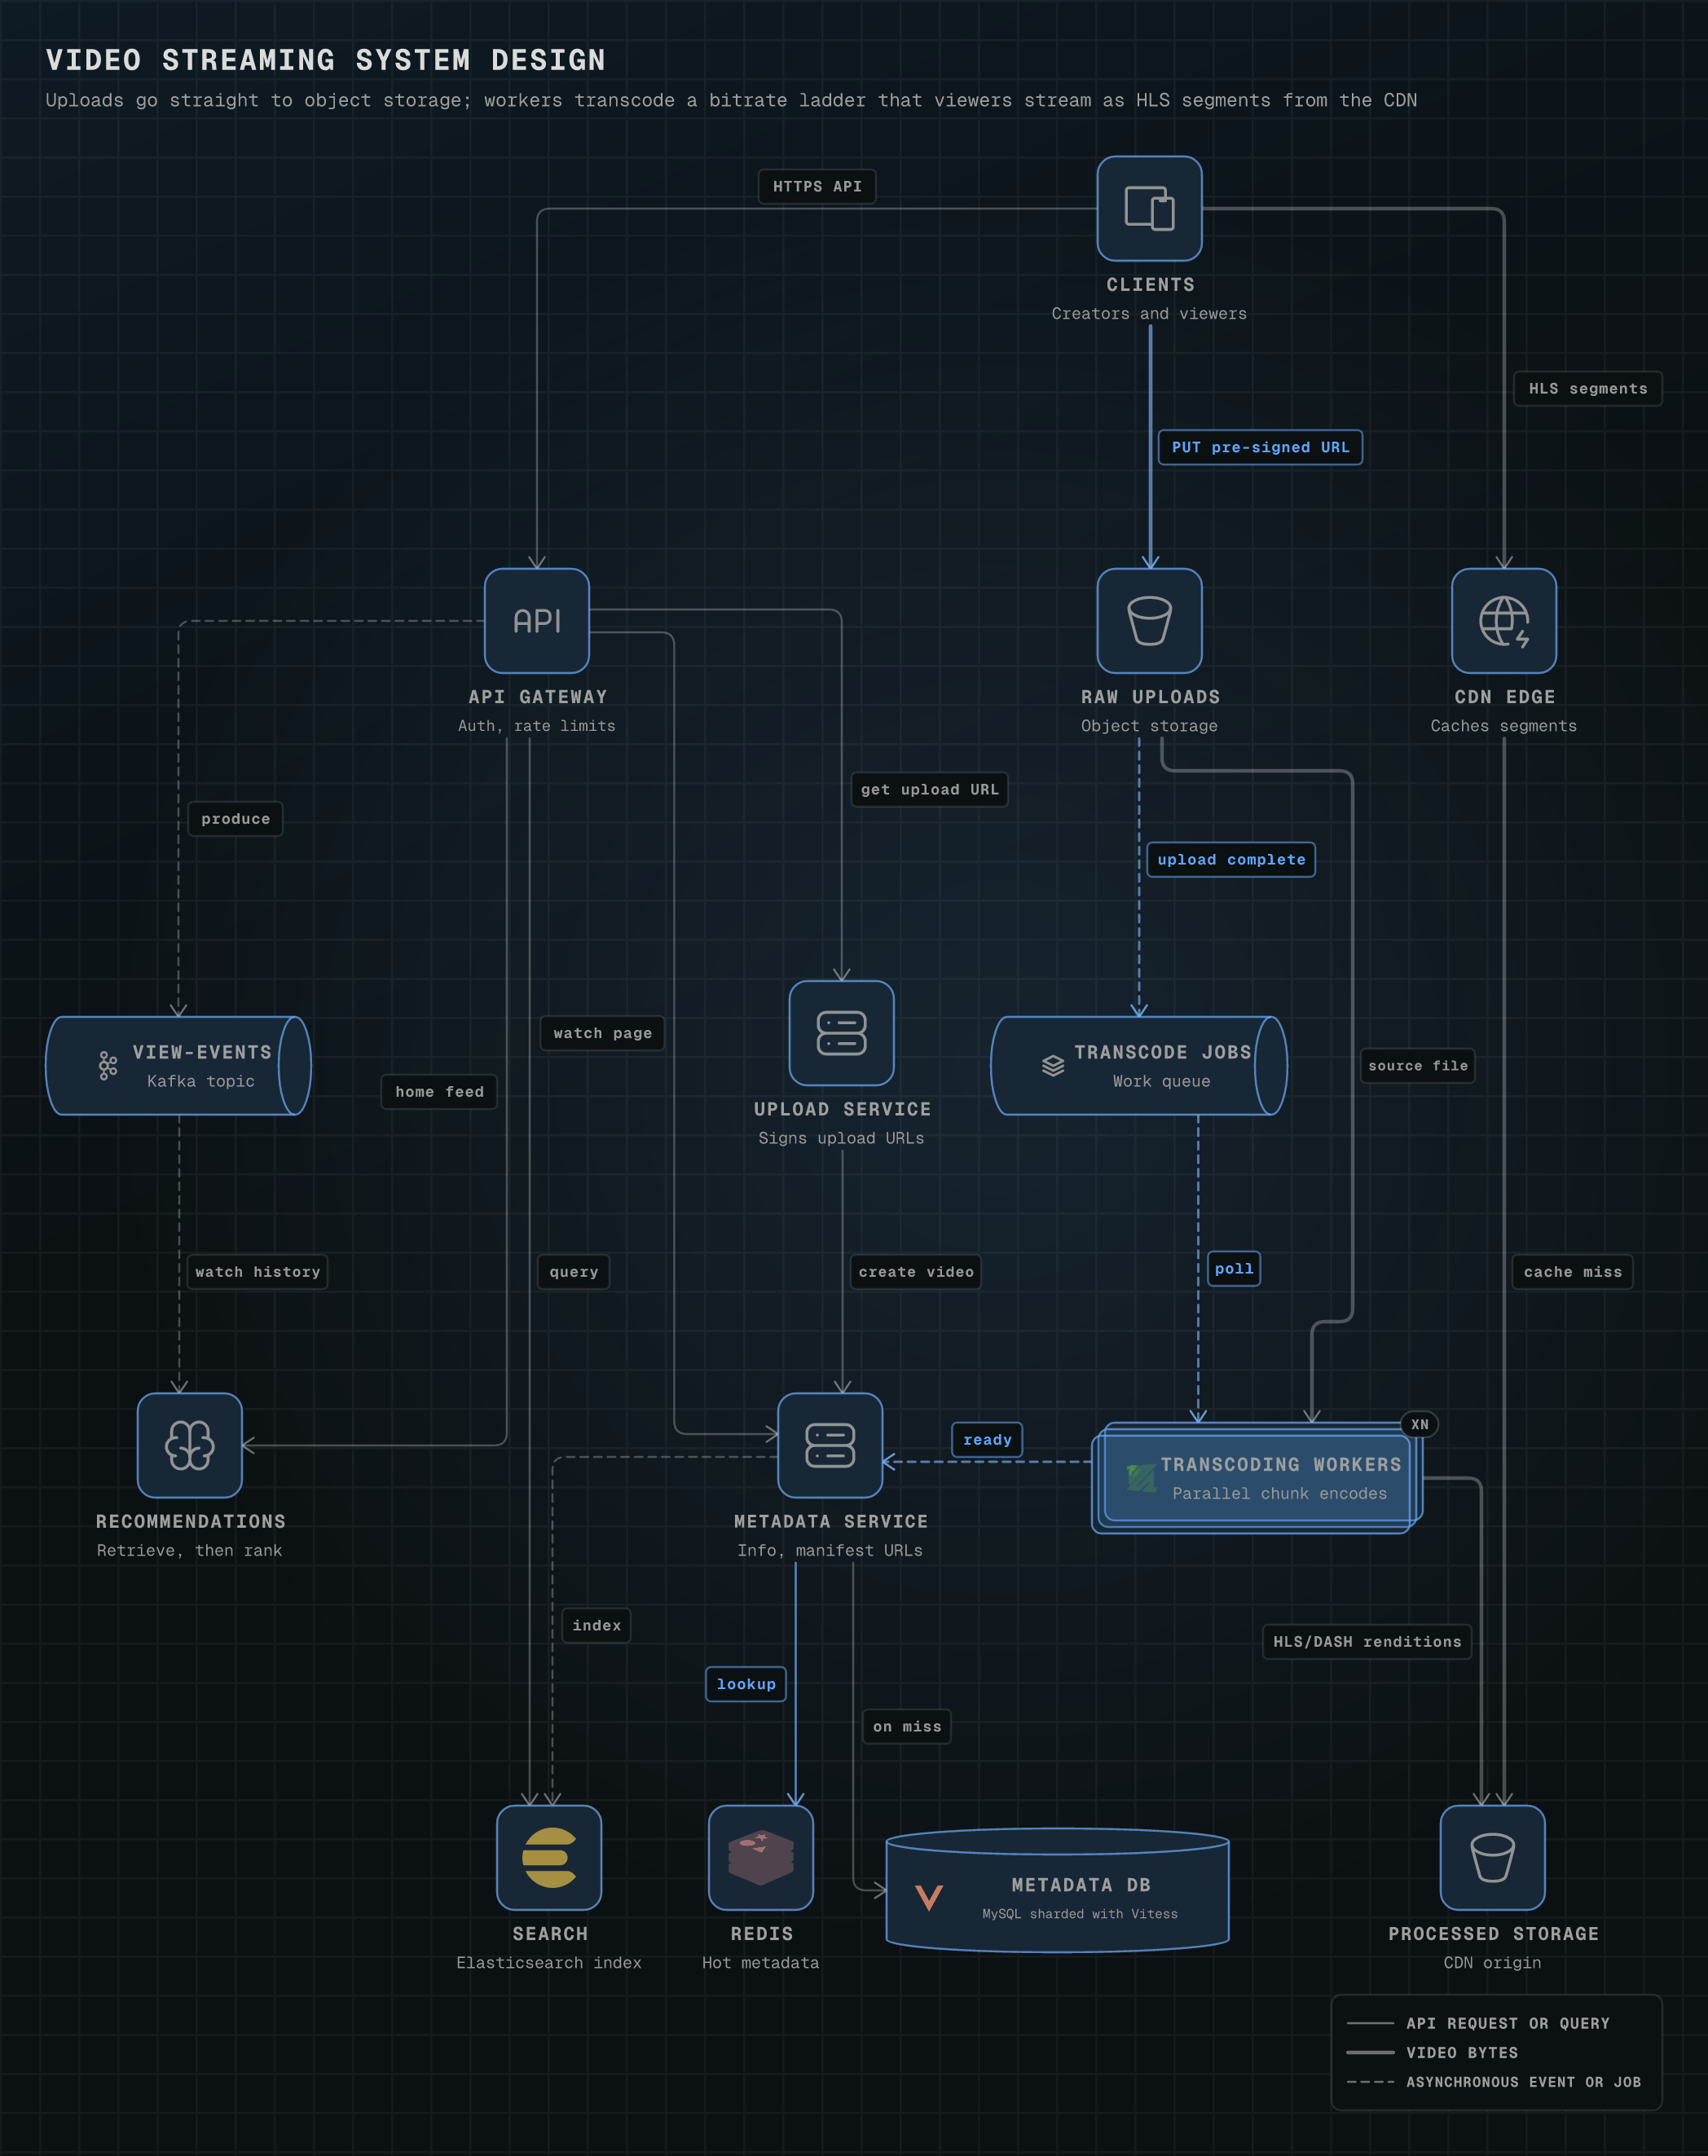 VIDEO STREAMING SYSTEM DESIGN
Uploads go straight to object storage; workers transcode a bitrate ladder that viewers stream as HLS segments from the CDN
HTTPS API
CLIENTS
Creators and viewers
HLS segments
PUT pre-signed URL
API
API GATEWAY
Auth, rate limits
RAW UPLOADS
Object storage
CDN EDGE
Caches segments
get upload URL
produce
upload complete
watch page
VIEW-EVENTS
Kafka topic
home feed
UPLOAD SERVICE
Signs upload URLs
TRANSCODE JOBS
Work queue
source file
watch history
query
create video
poll
cache miss
XN
ready
TRANSCODING WORKERS
Parallel chunk encodes
RECOMMENDATIONS
Retrieve, then rank
METADATA SERVICE
Info, manifest URLs
index
HLS/DASH renditions
lookup
on miss
METADATA DB
MySQL sharded with Vitess
SEARCH
Elasticsearch index
REDIS
Hot metadata
PROCESSED STORAGE
CDN origin
API REQUEST OR QUERY
VIDEO BYTES
ASYNCHRONOUS EVENT OR JOB